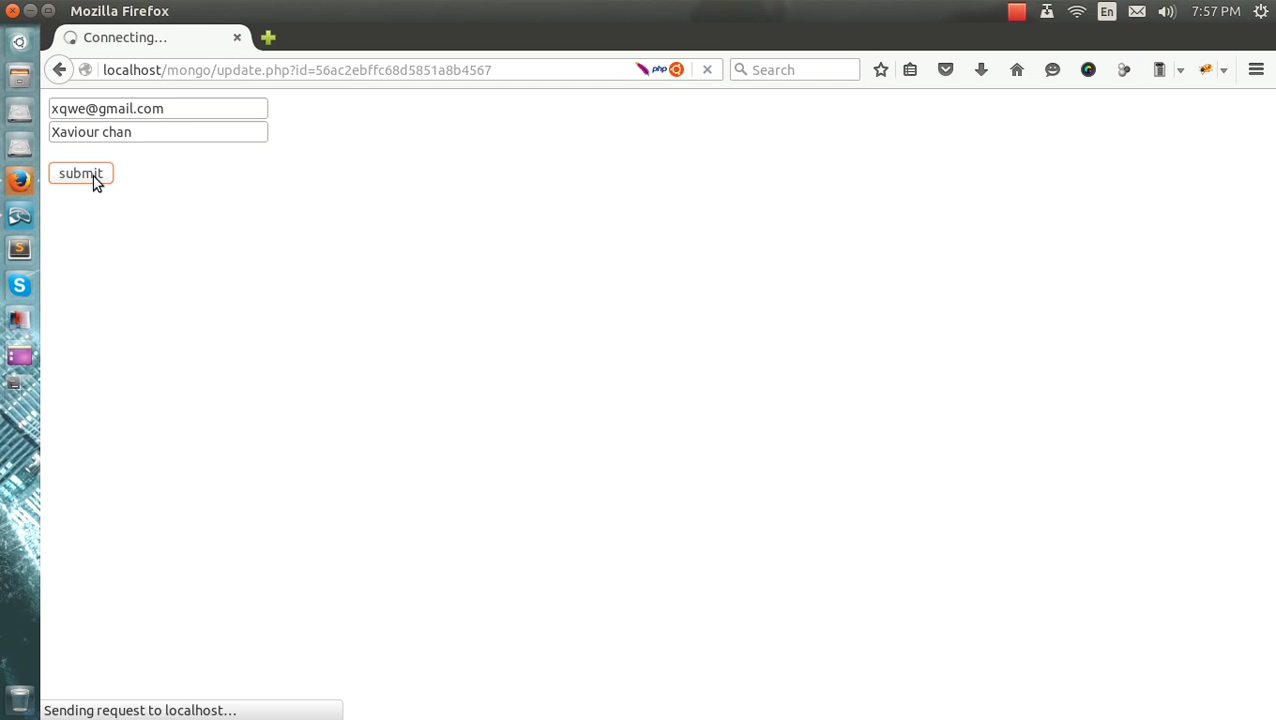 Mozilla Firefox
En
7:57 PM
Connecting...
localhost/mongo/update.php?id=56ac2ebffc68d5851a8b4567
php
Search
xqwe@gmail.com
Xaviour chan
submit
S
S
Sending request to localhost...